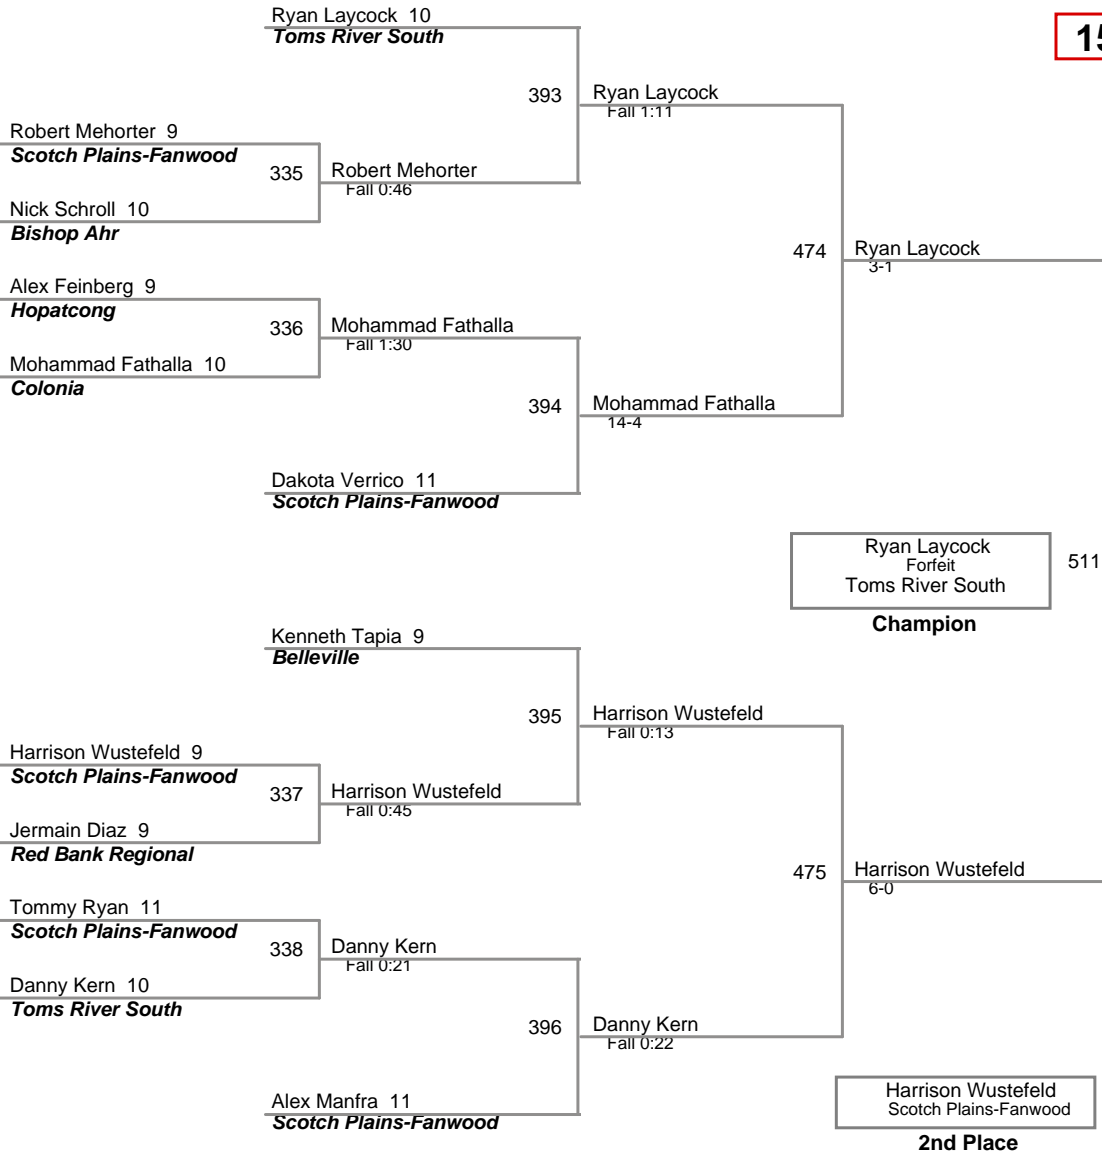 Ryan Laycock 10
Toms River South
15
393
Ryan Laycock
Fall 1:11
Robert Mehorter 9
Scotch Plains-Fanwood
335
Robert Mehorter
Fall 0:46
Nick Schroll 10
Bishop Ahr
474
Ryan Laycock
3-1
Alex Feinberg 9
Hopatcong
336
Mohammad Fathalla
Fall 1:30
Mohammad Fathalla 10
Colonia
394
Mohammad Fathalla
14-4
Dakota Verrico 11
Scotch Plains-Fanwood
Ryan Laycock
Forfeit
Toms River South
511
Champion
Kenneth Tapia 9
Belleville
395
Harrison Wustefeld
Fall 0:13
Harrison Wustefeld 9
Scotch Plains-Fanwood
337
Harrison Wustefeld
Fall 0:45
Jermain Diaz 9
Red Bank Regional
475
Harrison Wustefeld
6-0
Tommy Ryan 11
Scotch Plains-Fanwood
338
Danny Kern
Fall 0:21
Danny Kern 10
Toms River South
396
Danny Kern
Fall 0:22
Alex Manfra 11
Scotch Plains-Fanwood
Harrison Wustefeld
Scotch Plains-Fanwood
2nd Place